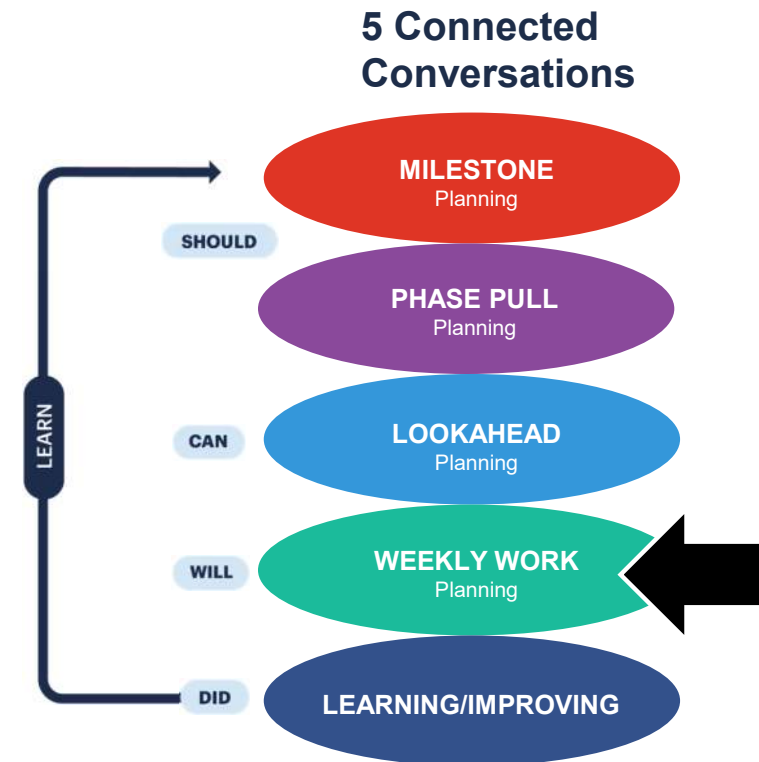 5 Connected
Conversations
MILESTONE
Planning
SHOULD
PHASE PULL
Planning
LEARN
CAN
LOOKAHEAD
Planning
WILL
WEEKLY WORK
Planning
DID
LEARNING/IMPROVING